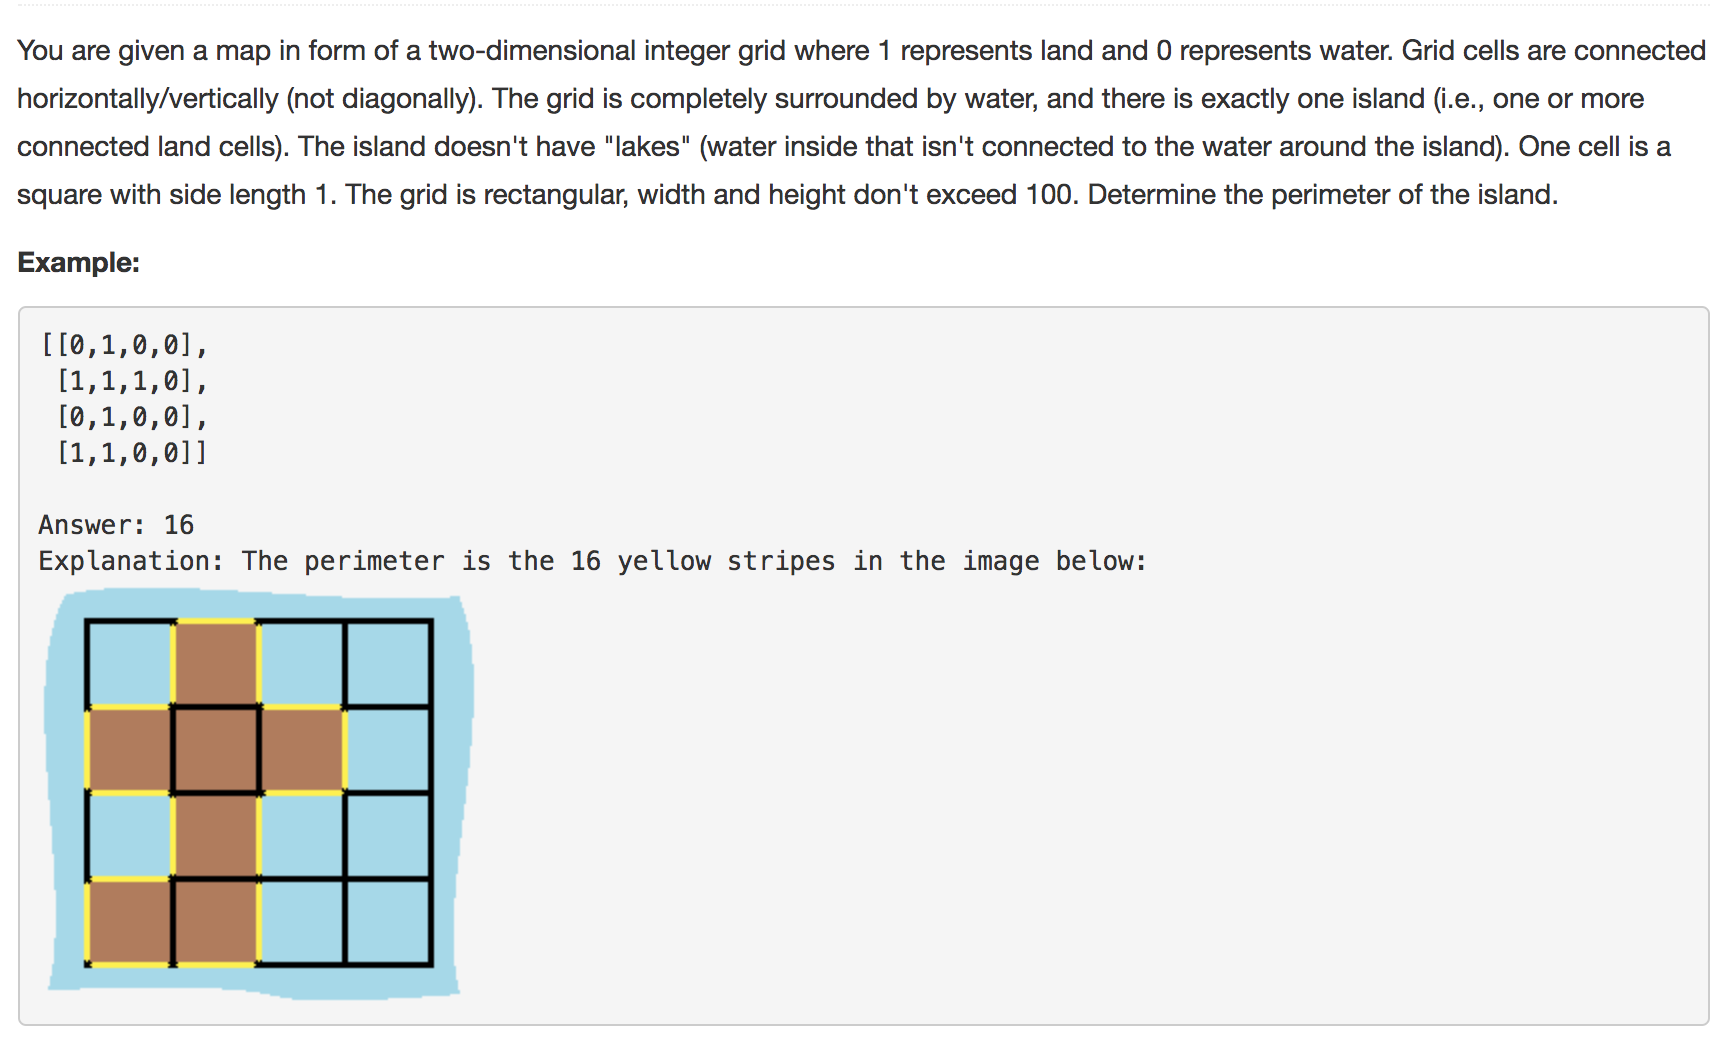 You are given a map in form of a two-dimensional integer grid where 1 represents land and 0 represents water. Grid cells are connected
horizontally/vertically (not diagonally). The grid is completely surrounded by water, and there is exactly one island (i.e., one or more
connected land cells). The island doesn't have "lakes" (water inside that isn't connected to the water around the island). One cell is a
square with side length 1. The grid is rectangular, width and height don't exceed 100. Determine the perimeter of the island.
Example:
[[0,1,0,0],
 [1,1,1,0],
 [0,1,0,0],
 [1,1,0,0]]
Answer: 16
Explanation: The perimeter is the 16 yellow stripes in the image below: